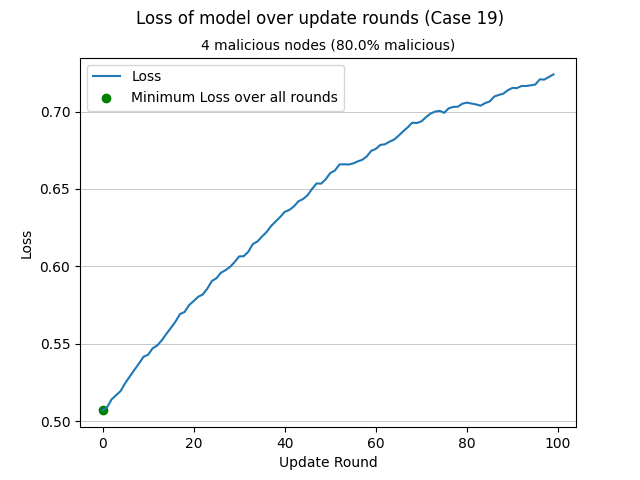 Loss of model over update rounds (Case 19)
4 malicious nodes (80.0% malicious)
Loss
Minimum Loss over all rounds
0.70
0.65
0.60
0.55
0.50
Loss
0 20 40 60 80 100
Update Round